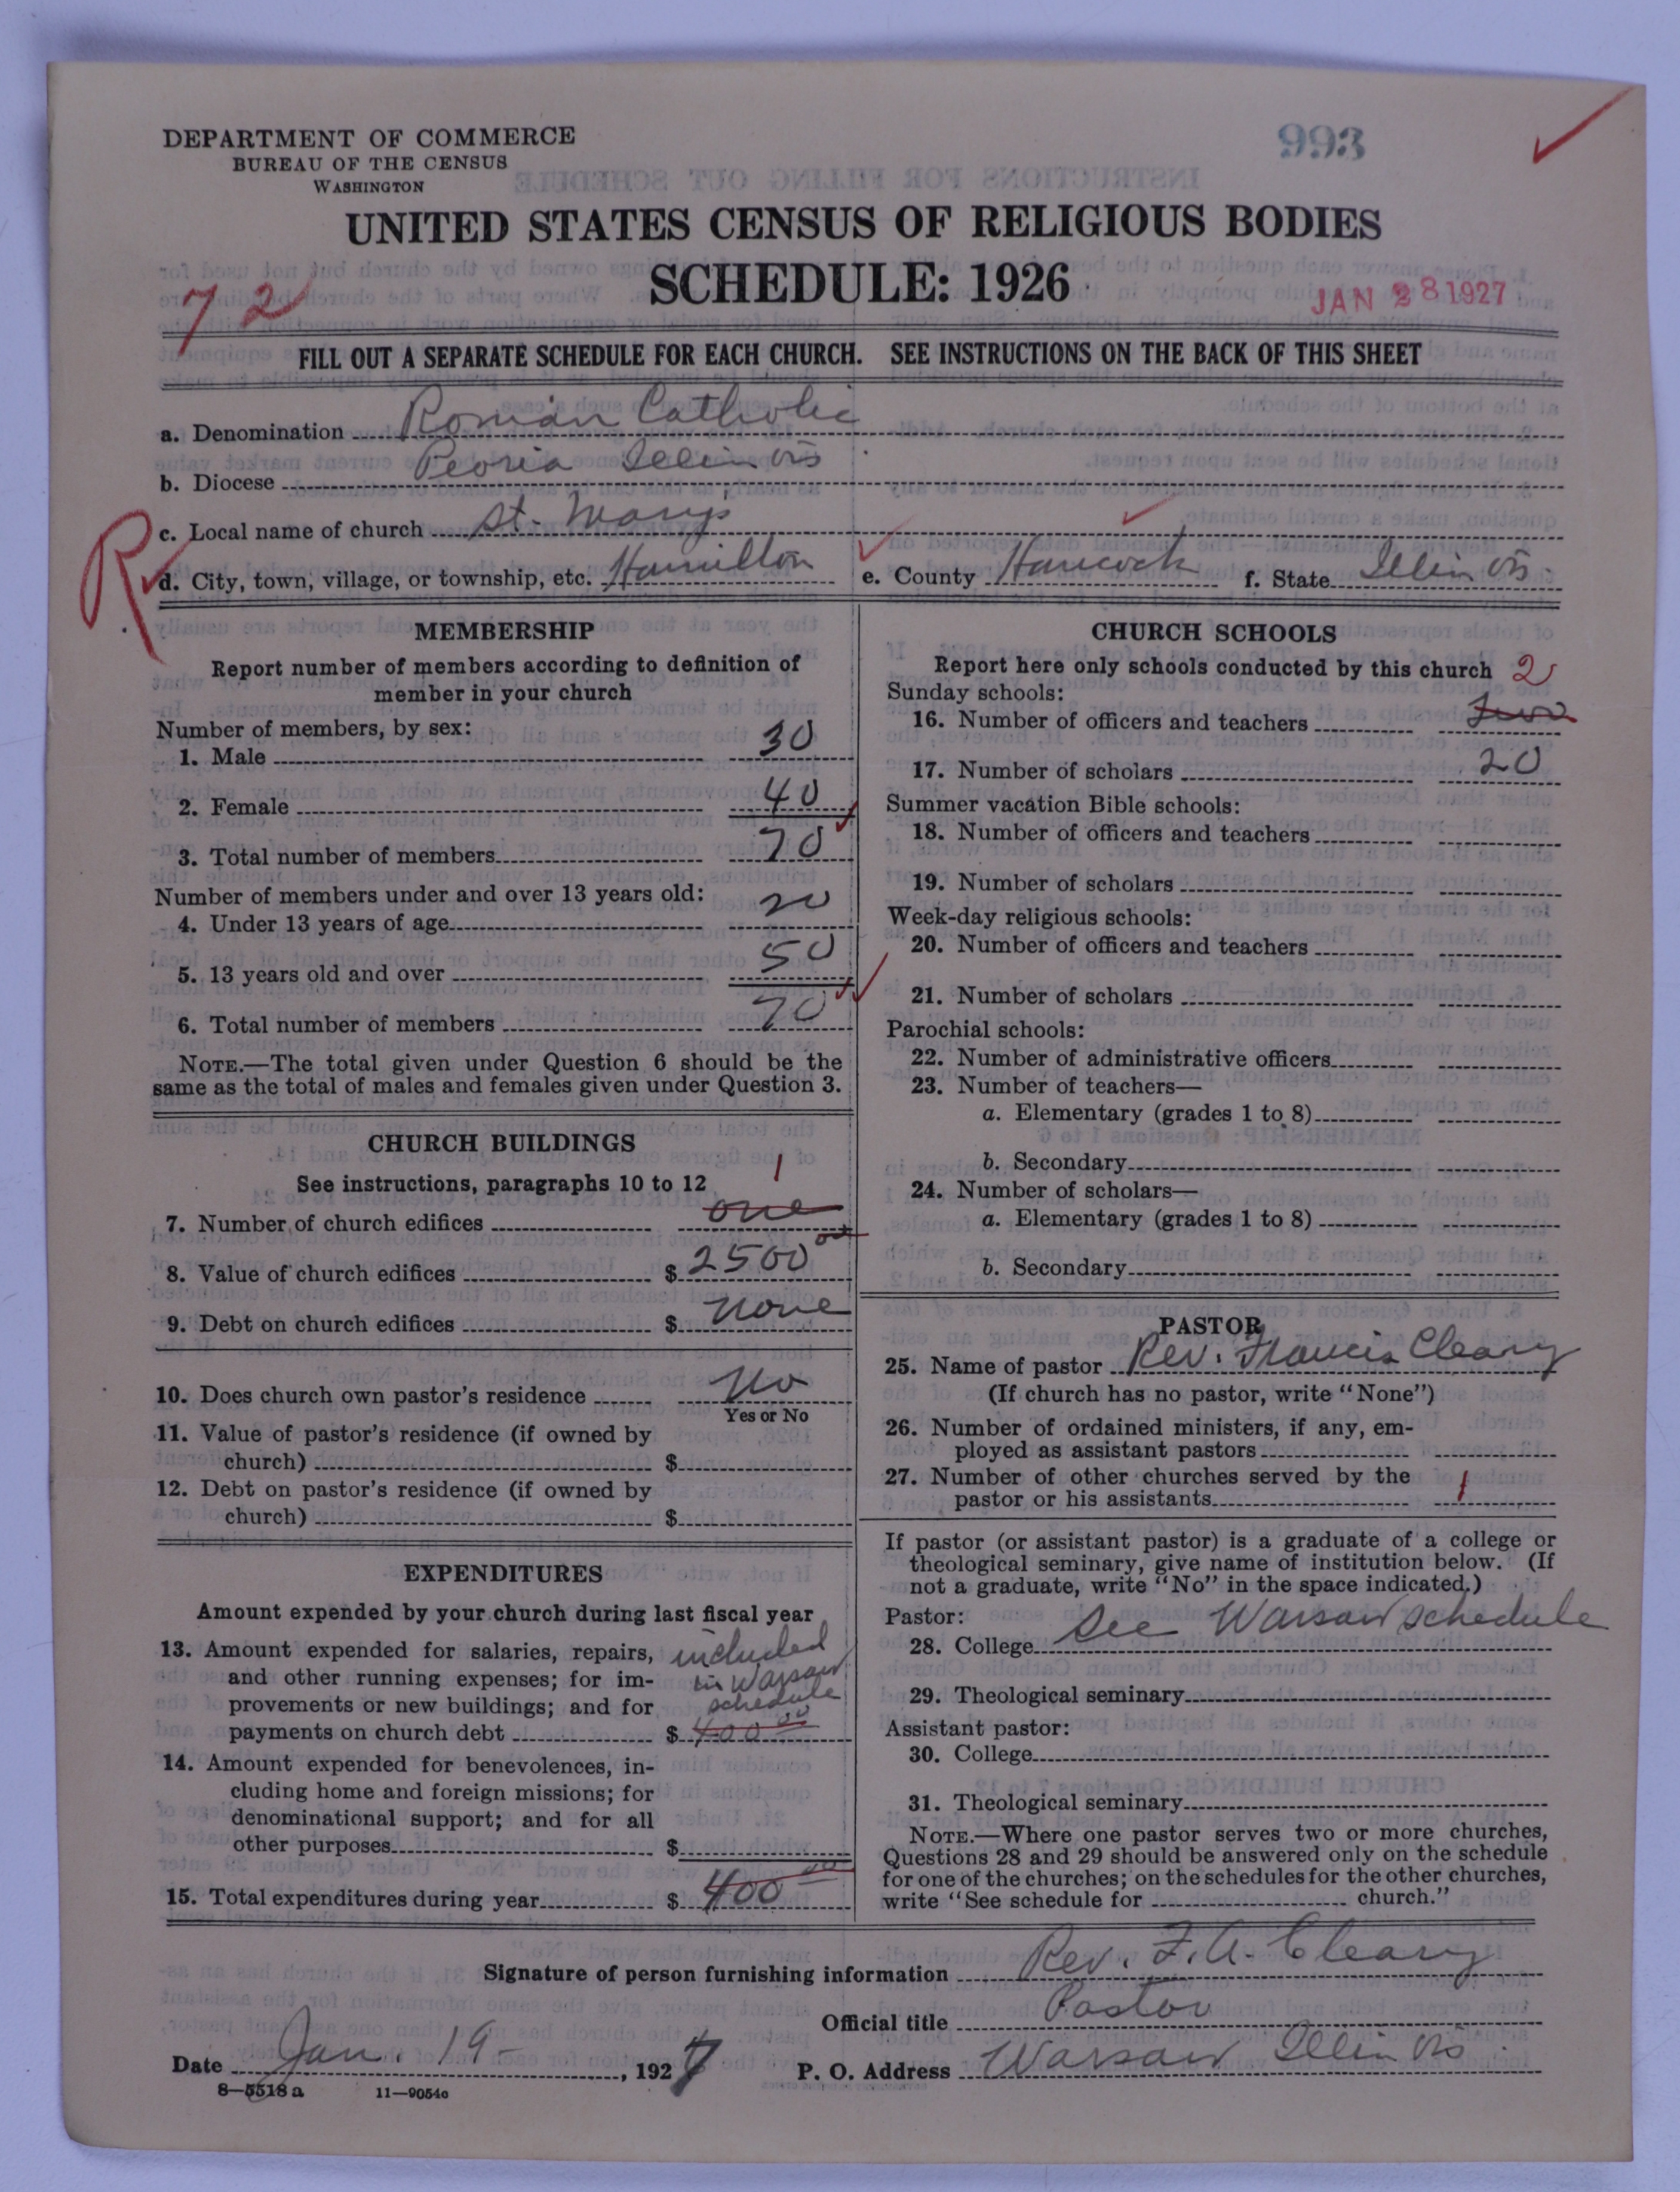 DEPARTMENT OF COMMERCE
BUREAU OF THE CENSUS
WASHINGTON
993
UNITED STATES CENSUS OF RELIGIOUS BODIES
SCHEDULE: 1926
72
JAN 28 1927
FILL OUT A SEPARATE SCHEDULE FOR EACH CHURCH. SEE INSTRUCTIONS ON THE BACK OF THIS SHEET
a. Denomination Roman Catholic
b. Diocese Peoria Illinois
c. Local name of church St. Marys
R
d. City, town, village, or township, etc. Hamilton e. County Hancock f. State Illinois.
MEMBERSHIP
Report number of members according to definition of
member in your church
Number of members, by sex:
1. Male 30
2. Female 40
3. Total number of members 70
Number of members under and over 13 years old:
4. Under 13 years of age 20
5. 13 years old and over 50
6. Total number of members 70
NOTE.—The total given under Question 6 should be the
same as the total of males and females given under Question 3.
CHURCH BUILDINGS
See instructions, paragraphs 10 to 12 1
7. Number of church edifices one
8. Value of church edifices $ 2500 00
9. Debt on church edifices $ none
10. Does church own pastor's residence No
Yes or No
11. Value of pastor's residence (if owned by
church) $
12. Debt on pastor's residence (if owned by
church) $
EXPENDITURES
Amount expended by your church during last fiscal year
13. Amount expended for salaries, repairs, included
and other running expenses; for im- in Warsaw
provements or new buildings; and for schedule
payments on church debt $ 400 00
14. Amount expended for benevolences, in-
cluding home and foreign missions; for
denominational support; and for all
other purposes $
15. Total expenditures during year $ 400 00
CHURCH SCHOOLS
Report here only schools conducted by this church 2
Sunday schools:
16. Number of officers and teachers two
17. Number of scholars 20
Summer vacation Bible schools:
18. Number of officers and teachers
19. Number of scholars
Week-day religious schools:
20. Number of officers and teachers
21. Number of scholars
Parochial schools:
22. Number of administrative officers
23. Number of teachers—
a. Elementary (grades 1 to 8)
b. Secondary
24. Number of scholars—
a. Elementary (grades 1 to 8)
b. Secondary
PASTOR
25. Name of pastor Rev. Francis Cleary
(If church has no pastor, write "None")
26. Number of ordained ministers, if any, em-
ployed as assistant pastors
27. Number of other churches served by the
pastor or his assistants 1
If pastor (or assistant pastor) is a graduate of a college or
theological seminary, give name of institution below. (If
not a graduate, write "No" in the space indicated.)
Pastor:
28. College See Warsaw schedule
29. Theological seminary
Assistant pastor:
30. College
31. Theological seminary
NOTE.—Where one pastor serves two or more churches,
Questions 28 and 29 should be answered only on the schedule
for one of the churches; on the schedules for the other churches,
write "See schedule for church."
Signature of person furnishing information Rev. F. A. Cleary
Official title Pastor
Date Jan. 19- , 1927 P. O. Address Warsaw Illinois.
8—5518 a 11—9054o